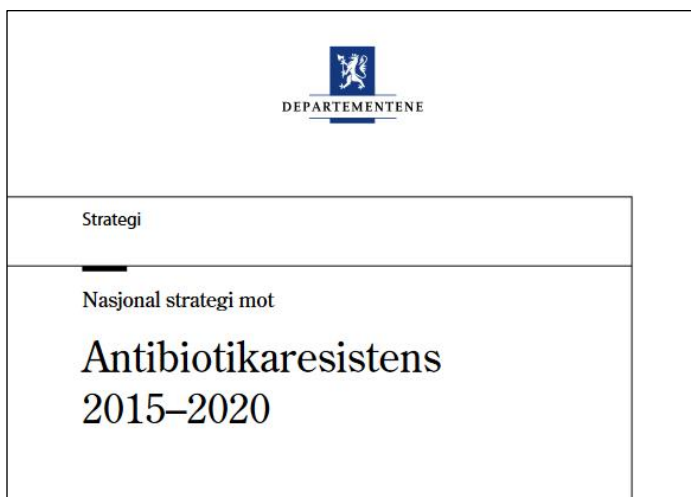 DEPARTEMENTENE
Strategi
Nasjonal strategi mot
Antibiotikaresistens
2015–2020